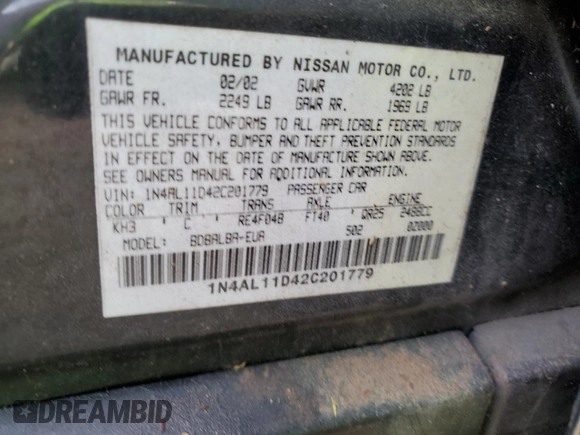 MANUFACTURED BY NISSAN MOTOR CO., LTD.
DATE 02/02 GVWR 4202 LB
GAWR FR. 2249 LB GAWR RR. 1969 LB
THIS VEHICLE CONFORMS TO ALL APPLICABLE FEDERAL MOTOR
VEHICLE SAFETY, BUMPER AND THEFT PREVENTION STANDARDS
IN EFFECT ON THE DATE OF MANUFACTURE SHOWN ABOVE.
SEE OWNERS MANUAL FOR ADDITIONAL INFORMATION.
VIN: 1N4AL11D42C201779 PASSENGER CAR
COLOR TRIM TRANS AXLE ENGINE
KH3 ' C ' RE4F04B FT40 ' QR25 2488CC
502 02000
MODEL: BDBALBA-EUA
1N4AL11D42C201779
DREAMBID